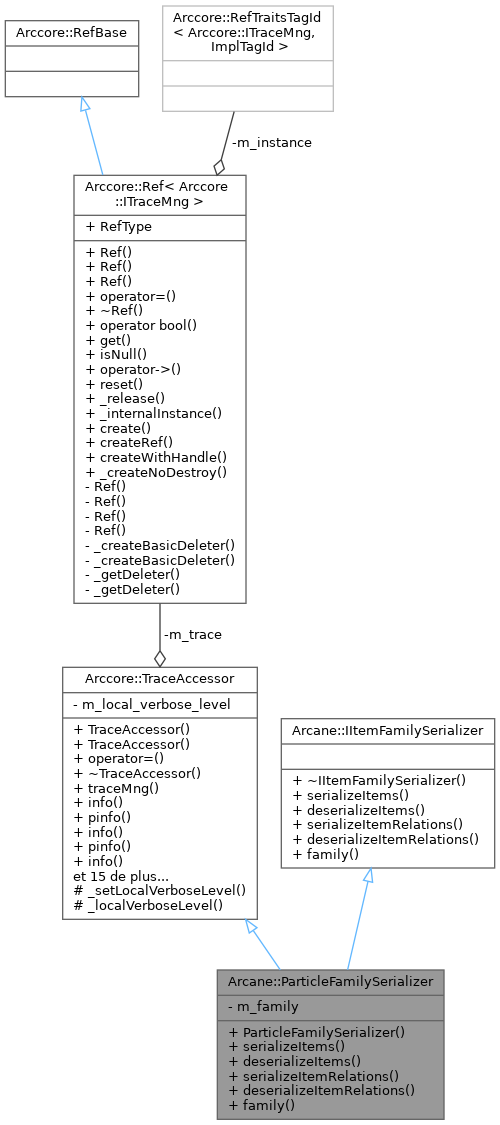 Arccore::RefBase
Arccore::RefTraitsTagId
< Arccore::ITraceMng,
ImplTagId >
-m_instance
Arccore::Ref< Arccore
::ITraceMng >
+ RefType
+ Ref()
+ Ref()
+ Ref()
+ operator=()
+ ~Ref()
+ operator bool()
+ get()
+ isNull()
+ operator->()
+ reset()
+ _release()
+ _internalInstance()
+ create()
+ createRef()
+ createWithHandle()
+ _createNoDestroy()
- Ref()
- Ref()
- Ref()
- Ref()
- _createBasicDeleter()
- _createBasicDeleter()
- _getDeleter()
- _getDeleter()
-m_trace
Arccore::TraceAccessor
- m_local_verbose_level
+ TraceAccessor()
+ TraceAccessor()
+ operator=()
+ ~TraceAccessor()
+ traceMng()
+ info()
+ pinfo()
+ info()
+ pinfo()
+ info()
et 15 de plus...
# _setLocalVerboseLevel()
# _localVerboseLevel()
Arcane::IItemFamilySerializer
+ ~IItemFamilySerializer()
+ serializeItems()
+ deserializeItems()
+ serializeItemRelations()
+ deserializeItemRelations()
+ family()
Arcane::ParticleFamilySerializer
- m_family
+ ParticleFamilySerializer()
+ serializeItems()
+ deserializeItems()
+ serializeItemRelations()
+ deserializeItemRelations()
+ family()